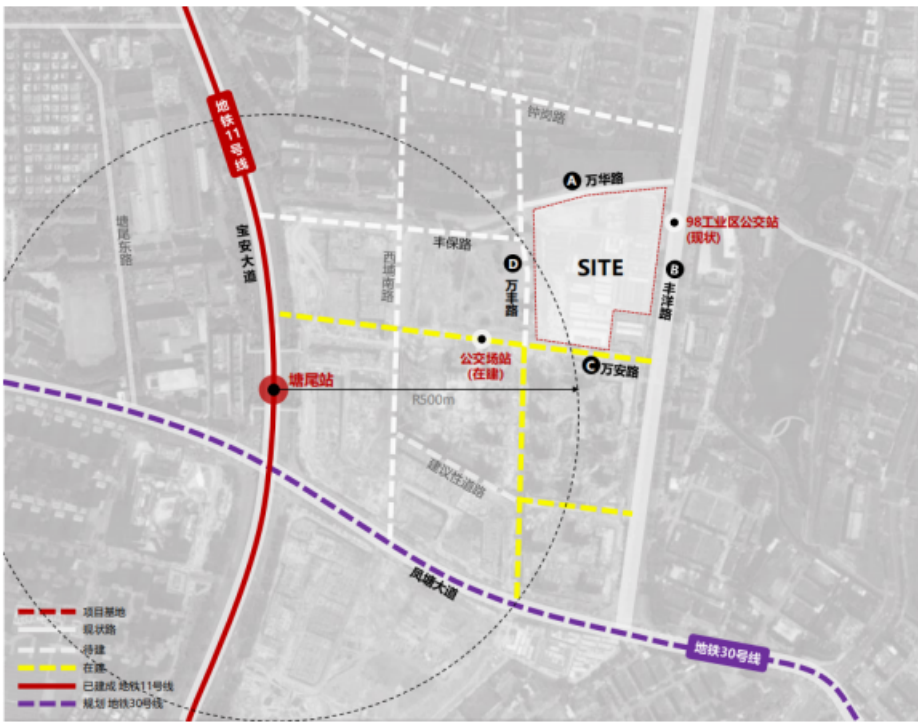 地铁11号线
钟岗路
A 万华路
塘尾东路
98工业区公交站
(现状)
宝安大道
丰保路
西埔南路
D 万丰路
SITE
B 丰洋路
公交场站
(在建)
C 万安路
塘尾站
R500m
建议性道路
凤塘大道
地铁30号线
项目基地
现状路
待建
在建
已建成 地铁11号线
规划 地铁30号线